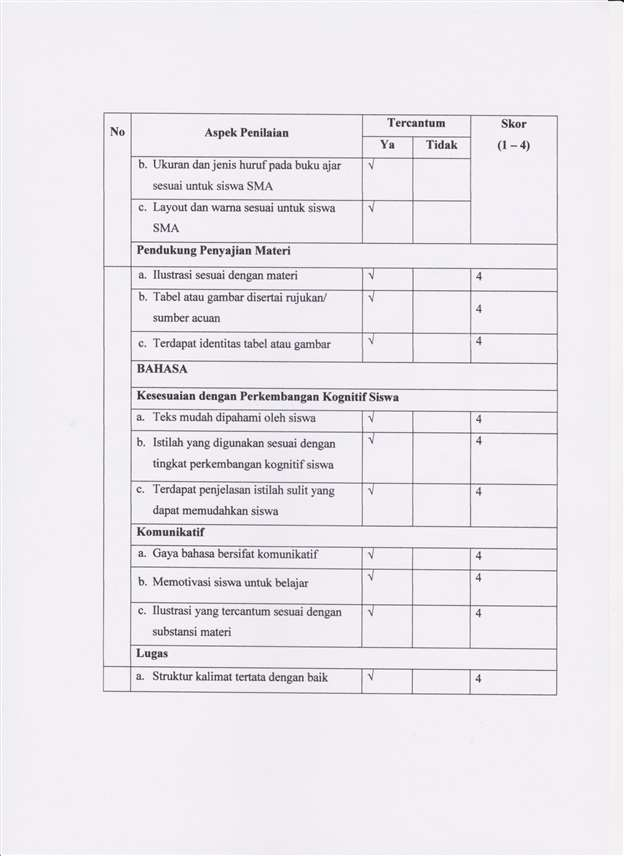 No Aspek Penilaian Tercantum Skor
Ya Tidak (1 – 4)
b. Ukuran dan jenis huruf pada buku ajar √
sesuai untuk siswa SMA
c. Layout dan warna sesuai untuk siswa √
SMA
Pendukung Penyajian Materi
a. Ilustrasi sesuai dengan materi √ 4
b. Tabel atau gambar disertai rujukan/ √ 4
sumber acuan
c. Terdapat identitas tabel atau gambar √ 4
BAHASA
Kesesuaian dengan Perkembangan Kognitif Siswa
a. Teks mudah dipahami oleh siswa √ 4
b. Istilah yang digunakan sesuai dengan √ 4
tingkat perkembangan kognitif siswa
c. Terdapat penjelasan istilah sulit yang √ 4
dapat memudahkan siswa
Komunikatif
a. Gaya bahasa bersifat komunikatif √ 4
b. Memotivasi siswa untuk belajar √ 4
c. Ilustrasi yang tercantum sesuai dengan √ 4
substansi materi
Lugas
a. Struktur kalimat tertata dengan baik √ 4